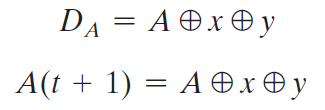 D_A = A ⊕ x ⊕ y
A(t + 1) = A ⊕ x ⊕ y